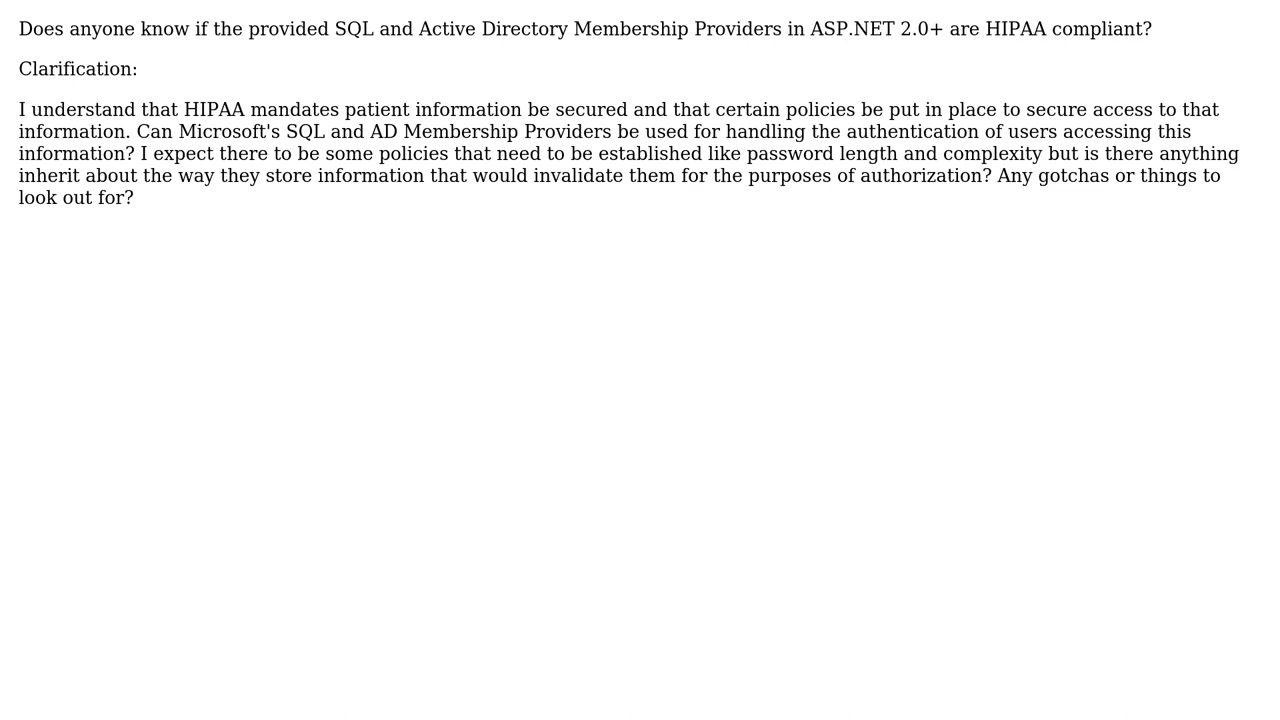 Does anyone know if the provided SQL and Active Directory Membership Providers in ASP.NET 2.0+ are HIPAA compliant?
Clarification:
I understand that HIPAA mandates patient information be secured and that certain policies be put in place to secure access to that
information. Can Microsoft's SQL and AD Membership Providers be used for handling the authentication of users accessing this
information? I expect there to be some policies that need to be established like password length and complexity but is there anything
inherit about the way they store information that would invalidate them for the purposes of authorization? Any gotchas or things to
look out for?